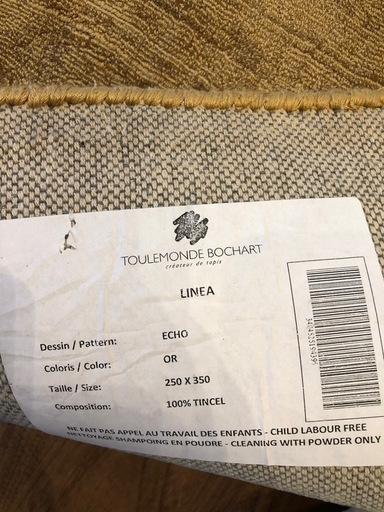 TOULEMONDE BOCHART
créateur de tapis
LINEA
Dessin / Pattern: ECHO
Coloris / Color: OR
Taille / Size: 250 X 350
Composition: 100% TINCEL
NE FAIT PAS APPEL AU TRAVAIL DES ENFANTS - CHILD LABOUR FREE
NETTOYAGE SHAMPOING EN POUDRE - CLEANING WITH POWDER ONLY